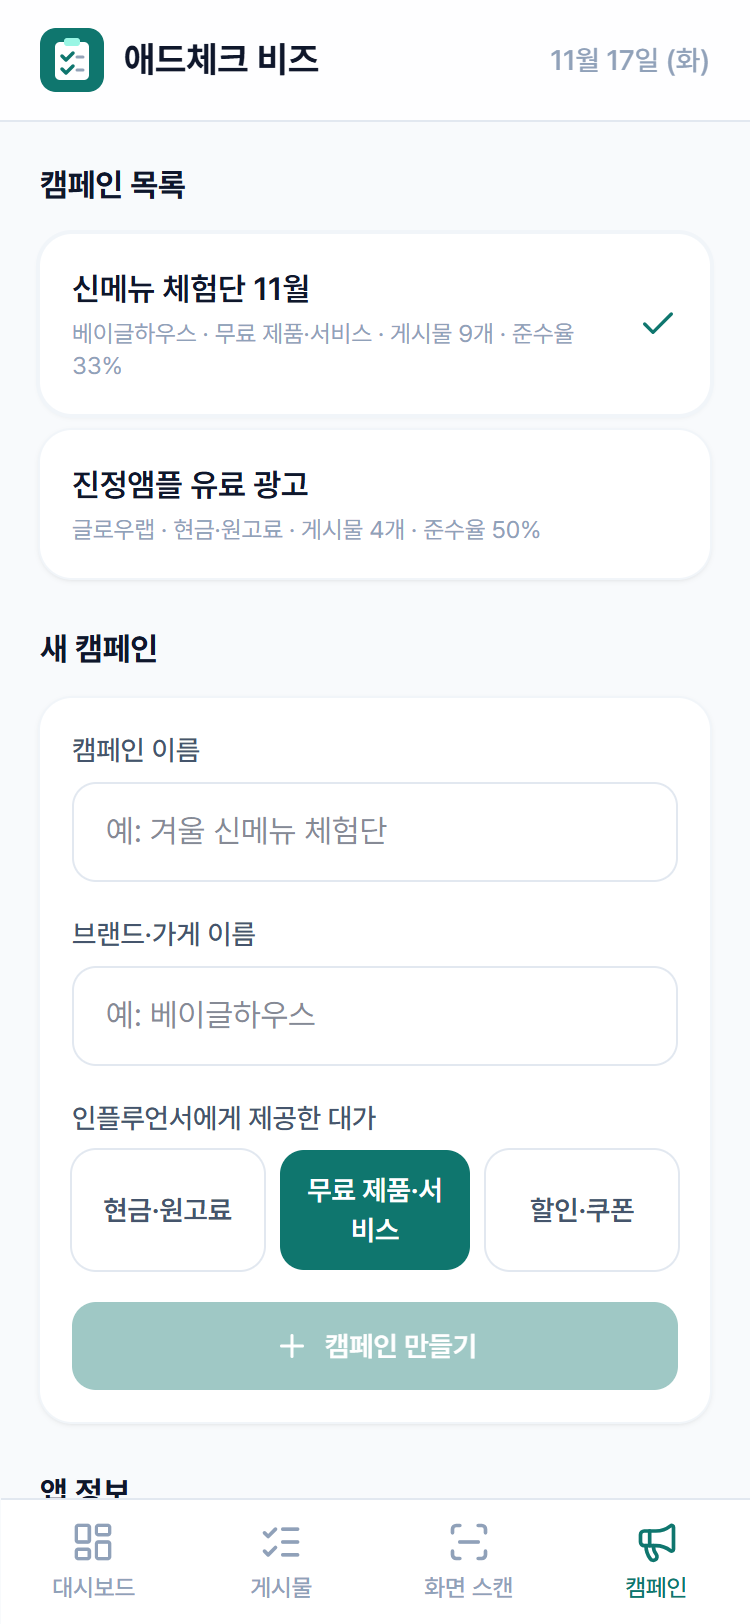 애드체크 비즈
11월 17일 (화)
캠페인 목록
신메뉴 체험단 11월
베이글하우스 · 무료 제품·서비스 · 게시물 9개 · 준수율
33%
진정앰플 유료 광고
글로우랩 · 현금·원고료 · 게시물 4개 · 준수율 50%
새 캠페인
캠페인 이름
예: 겨울 신메뉴 체험단
브랜드·가게 이름
예: 베이글하우스
인플루언서에게 제공한 대가
현금·원고료
무료 제품·서
비스
할인·쿠폰
캠페인 만들기
앱 정보
대시보드
게시물
화면 스캔
캠페인